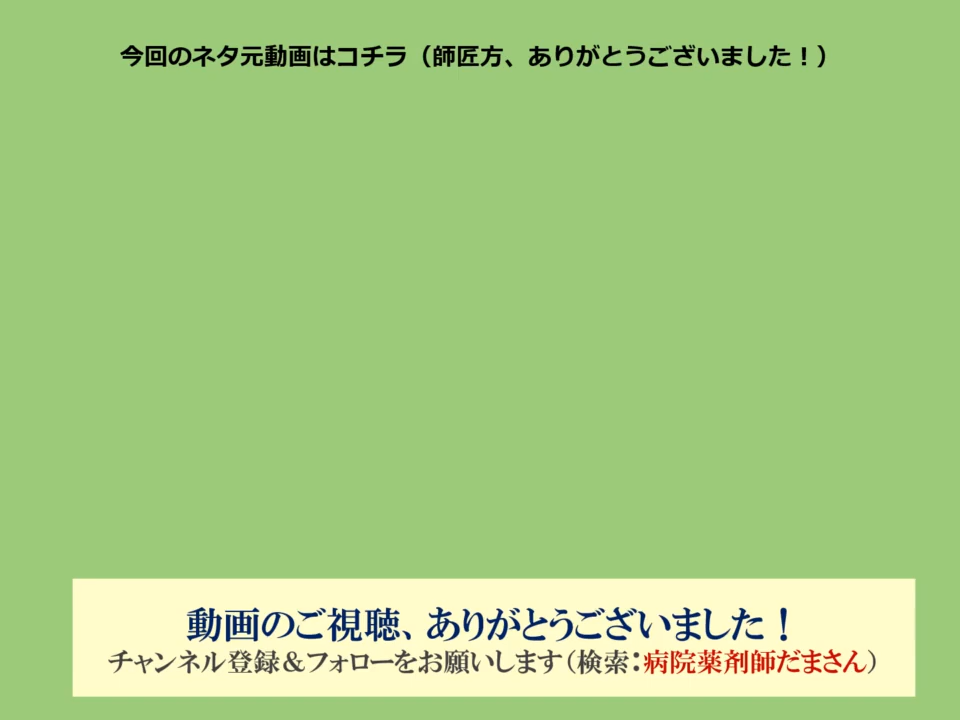 今回のネタ元動画はコチラ（師匠方、ありがとうございました！）
動画のご視聴、ありがとうございました！
チャンネル登録＆フォローをお願いします（検索：病院薬剤師だまさん）